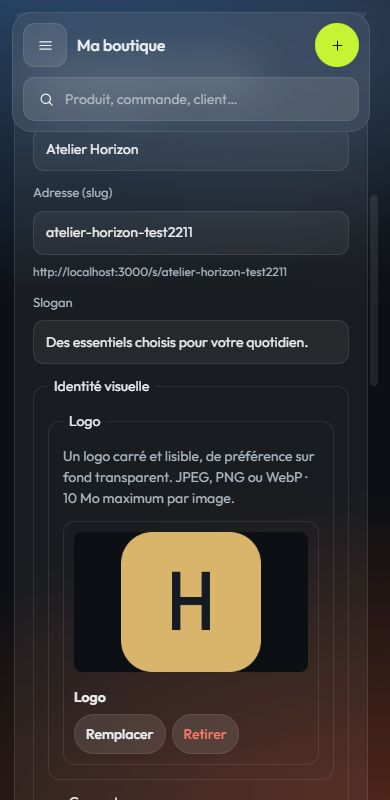 Ma boutique
Produit, commande, client...
Atelier Horizon
Adresse (slug)
atelier-horizon-test2211
http://localhost:3000/s/atelier-horizon-test2211
Slogan
Des essentiels choisis pour votre quotidien.
Identité visuelle
Logo
Un logo carré et lisible, de préférence sur
fond transparent. JPEG, PNG ou WebP ·
10 Mo maximum par image.
H
Logo
Remplacer
Retirer